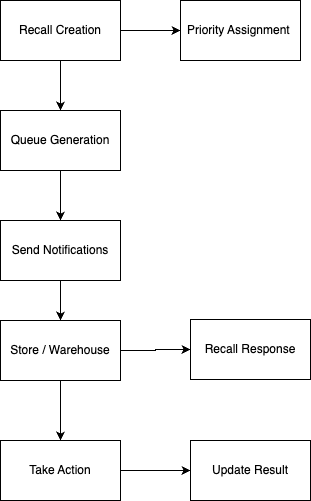 Recall Creation
Priority Assignment
Queue Generation
Send Notifications
Store / Warehouse
Recall Response
Take Action
Update Result